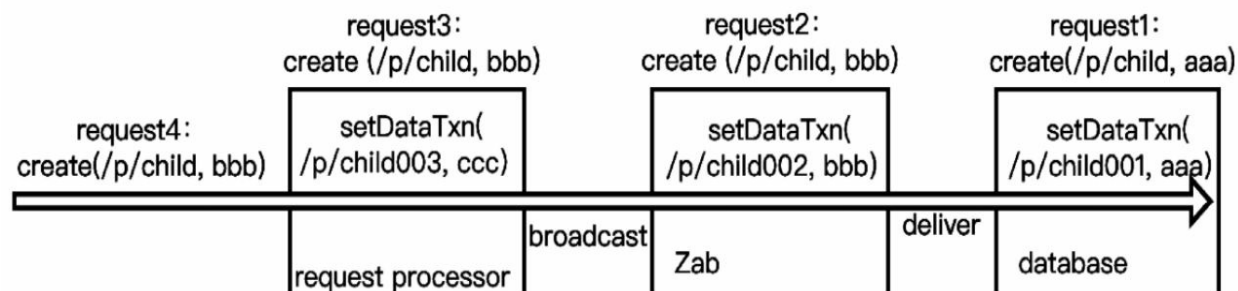 request3:
create (/p/child, bbb)
request2:
create (/p/child, bbb)
request1:
create(/p/child, aaa)
request4:
create(/p/child, bbb)
setDataTxn(
/p/child003, ccc)
setDataTxn(
/p/child002, bbb)
setDataTxn(
/p/child001, aaa)
broadcast
deliver
request processor
Zab
database